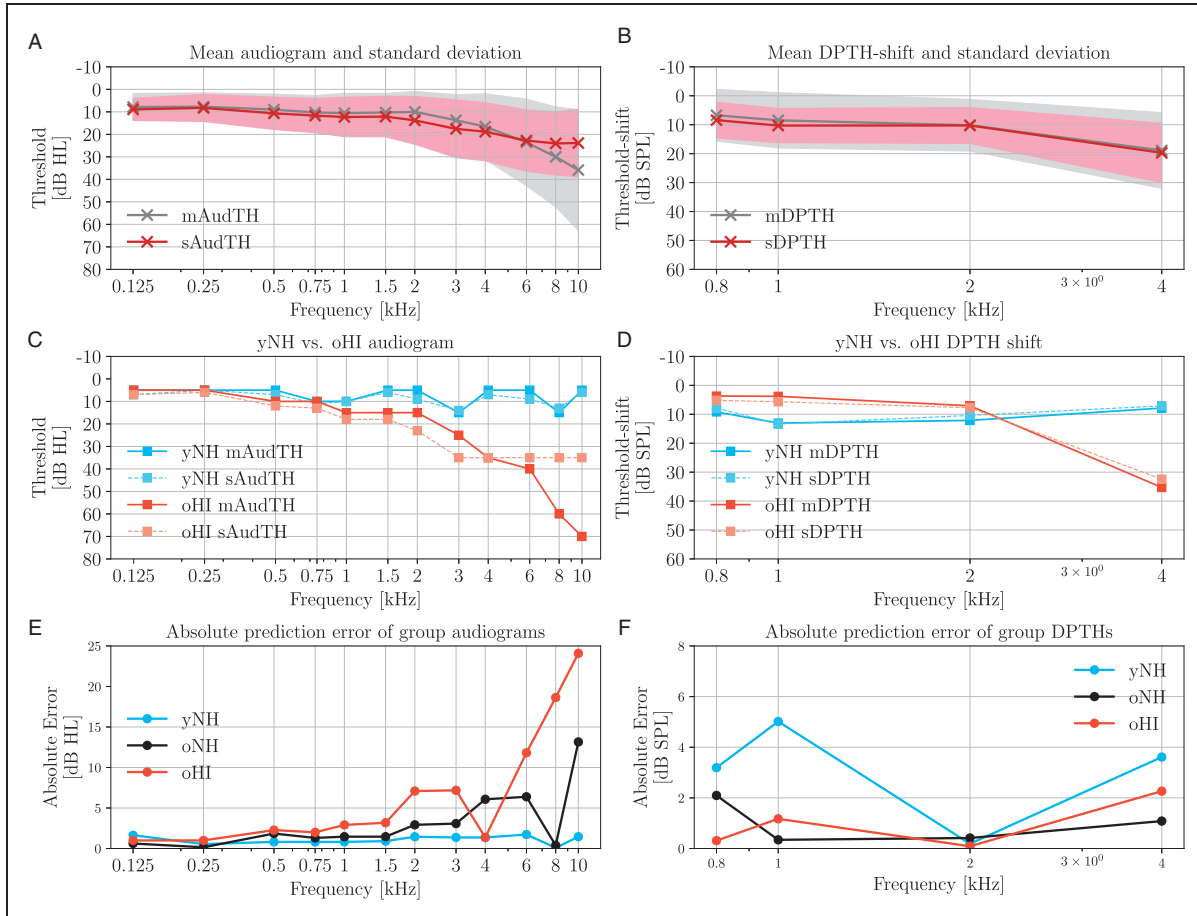 A
Mean audiogram and standard deviation
-10
0
10
20
30
40
50
60
70
80
Threshold
[dB HL]
mAudTH
sAudTH
0.125 0.25 0.5 0.75 1 1.5 2 3 4 6 8 10
Frequency [kHz]
B
Mean DPTH-shift and standard deviation
-10
0
10
20
30
40
50
60
Threshold-shift
[dB SPL]
mDPTH
sDPTH
0.8 1 2 3 × 10⁰ 4
Frequency [kHz]
C
yNH vs. oHI audiogram
-10
0
10
20
30
40
50
60
70
80
Threshold
[dB HL]
yNH mAudTH
yNH sAudTH
oHI mAudTH
oHI sAudTH
0.125 0.25 0.5 0.75 1 1.5 2 3 4 6 8 10
Frequency [kHz]
D
yNH vs. oHI DPTH shift
-10
0
10
20
30
40
50
60
Threshold-shift
[dB SPL]
yNH mDPTH
yNH sDPTH
oHI mDPTH
oHI sDPTH
0.8 1 2 3 × 10⁰ 4
Frequency [kHz]
E
Absolute prediction error of group audiograms
25
20
15
10
5
0
Absolute Error
[dB HL]
yNH
oNH
oHI
0.125 0.25 0.5 0.75 1 1.5 2 3 4 6 8 10
Frequency [kHz]
F
Absolute prediction error of group DPTHs
8
6
4
2
0
Absolute Error
[dB SPL]
yNH
oNH
oHI
0.8 1 2 3 × 10⁰ 4
Frequency [kHz]